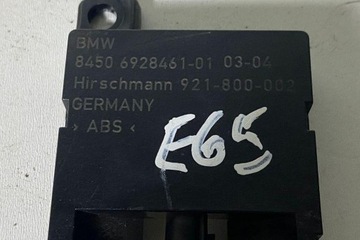 BMW
8450 6928461-01 03-04
Hirschmann 921-800-002
GERMANY
> ABS <
E65